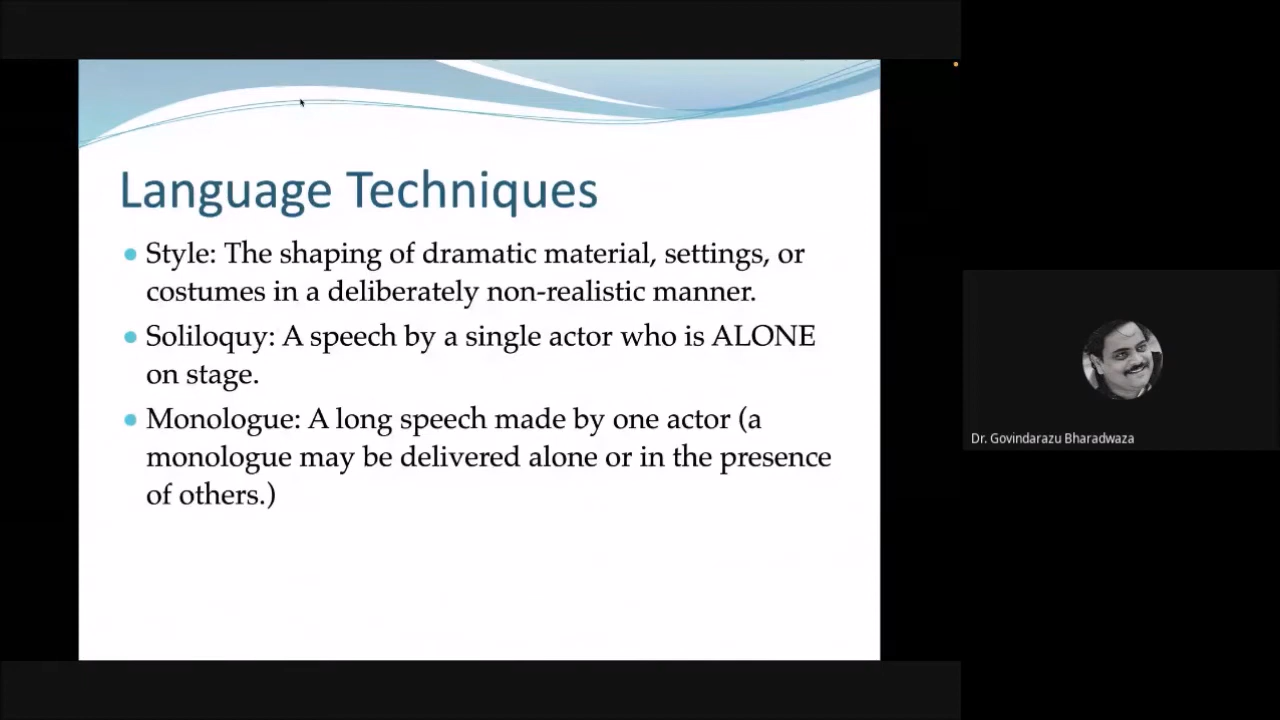 Language Techniques
• Style: The shaping of dramatic material, settings, or
costumes in a deliberately non-realistic manner.
• Soliloquy: A speech by a single actor who is ALONE
on stage.
• Monologue: A long speech made by one actor (a
monologue may be delivered alone or in the presence
of others.)
Dr. Govindarazu Bharadwaza